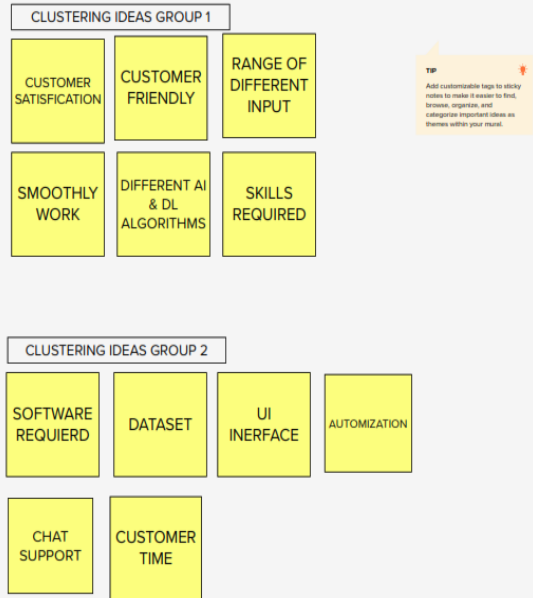 CLUSTERING IDEAS GROUP 1
CUSTOMER
SATISFICATION
CUSTOMER
FRIENDLY
RANGE OF
DIFFERENT
INPUT
SMOOTHLY
WORK
DIFFERENT AI
& DL
ALGORITHMS
SKILLS
REQUIRED
TIP
Add customizable tags to sticky
notes to make it easier to find,
browse, organize, and
categorize important ideas as
themes within your mural.
CLUSTERING IDEAS GROUP 2
SOFTWARE
REQUIERD
DATASET
UI
INERFACE
AUTOMIZATION
CHAT
SUPPORT
CUSTOMER
TIME